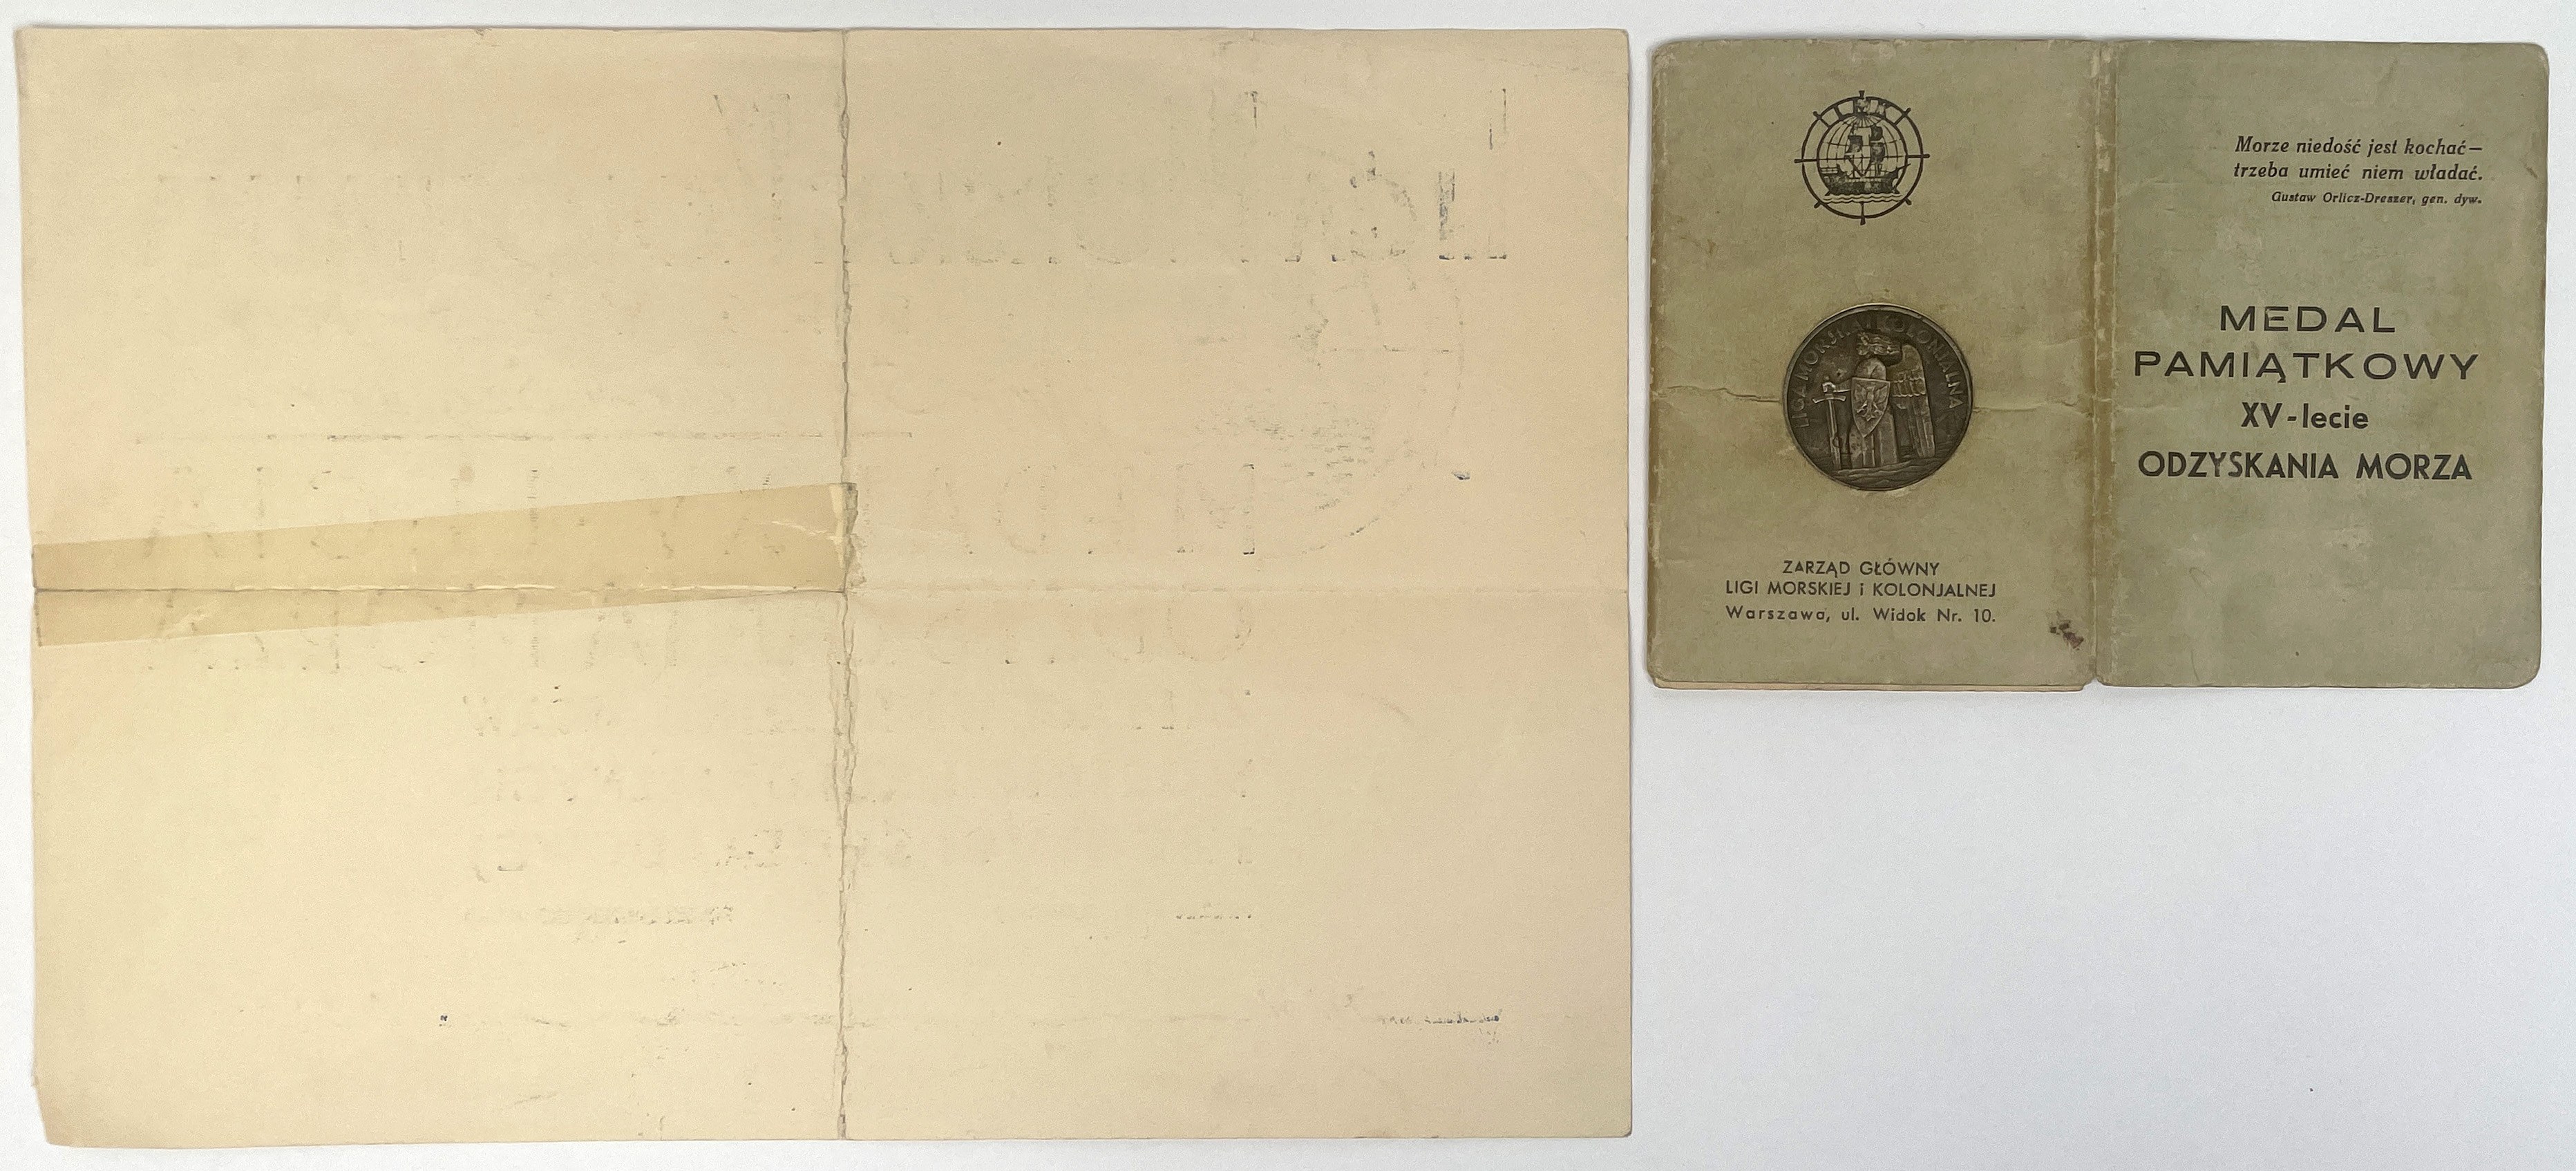 LMK
LIGA MORSKA I KOLONJALNA
ZARZĄD GŁÓWNY
LIGI MORSKIEJ i KOLONJALNEJ
Warszawa, ul. Widok Nr. 10.
Morze niedość jest kochać—
trzeba umieć niem władać.
Gustaw Orlicz-Dreszer, gen. dyw.
MEDAL
PAMIĄTKOWY
XV-lecie
ODZYSKANIA MORZA